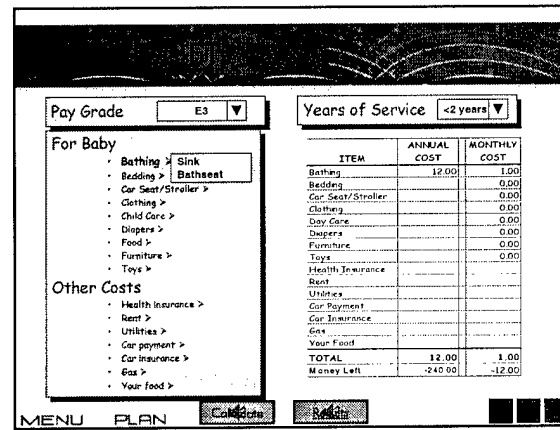 Pay Grade E3
Years of Service <2 years
For Baby
Bathing > Sink
Bathseat
Bedding >
Car Seat/Stroller >
Clothing >
Child Care >
Diapers >
Food >
Furniture >
Toys >
Other Costs
Health insurance >
Rent >
Utilities >
Car payment >
Car insurance >
Gas >
Your food >
ITEM ANNUAL COST MONTHLY COST
Bathing 12.00 1.00
Bedding 0.00
Car Seat/Stroller 0.00
Clothing 0.00
Day Care 0.00
Diapers 0.00
Furniture 0.00
Toys 0.00
Health Insurance
Rent
Utilities
Car Payment
Car Insurance
Gas
Your Food
TOTAL 12.00 1.00
Money Left -240.00 -12.00
MENU PLAN Calculate Results